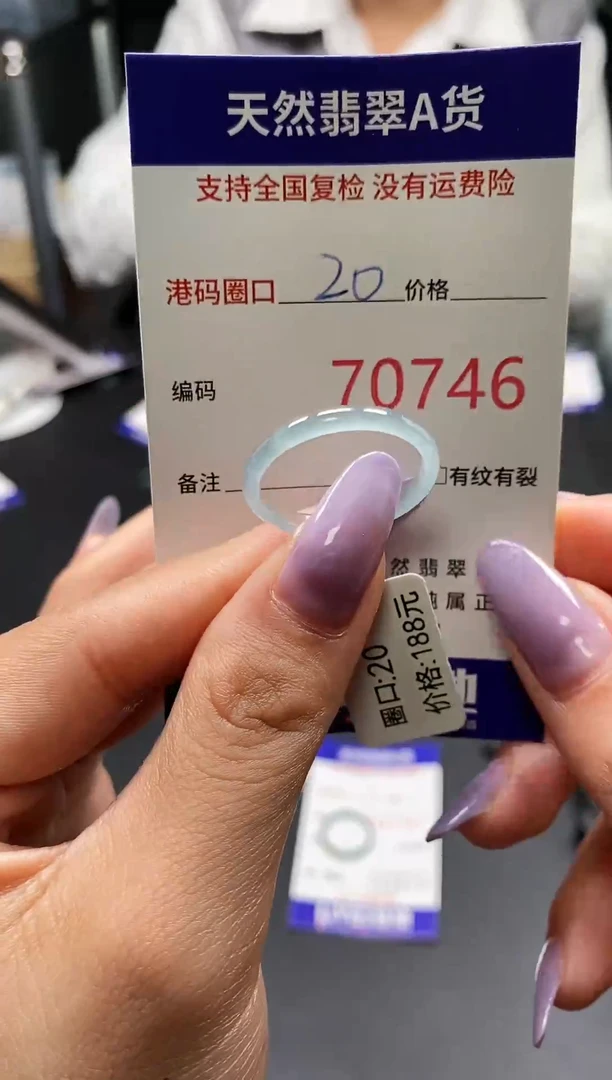 天然翡翠A货
支持全国复检 没有运费险
港码圈口 20 价格
编码 70746
备注 □有纹有裂
然翡翠
属正
圈口:20
价格:188元